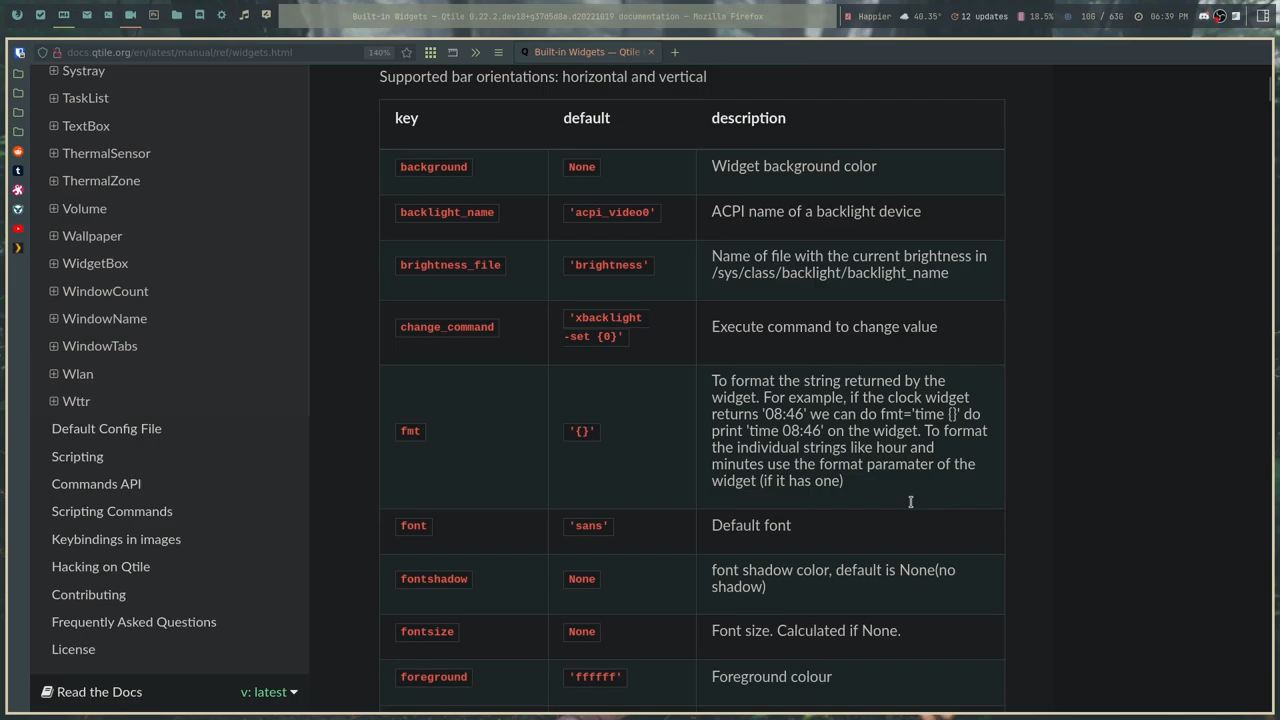 Built-in Widgets — Qtile 0.22.2.dev18+g37d5d8a.d20221019 documentation — Mozilla Firefox
Happier
40.35°
12 updates
18.5%
10G / 63G
06:39 PM
docs.qtile.org/en/latest/manual/ref/widgets.html
140%
Built-in Widgets — Qtile
Systray
TaskList
TextBox
ThermalSensor
ThermalZone
Volume
Wallpaper
WidgetBox
WindowCount
WindowName
WindowTabs
Wlan
Wttr
Default Config File
Scripting
Commands API
Scripting Commands
Keybindings in images
Hacking on Qtile
Contributing
Frequently Asked Questions
License
Read the Docs
v: latest
Supported bar orientations: horizontal and vertical
key default description
background None Widget background color
backlight_name 'acpi_video0' ACPI name of a backlight device
brightness_file 'brightness' Name of file with the current brightness in
/sys/class/backlight/backlight_name
change_command 'xbacklight
-set {0}' Execute command to change value
fmt '{}' To format the string returned by the
widget. For example, if the clock widget
returns '08:46' we can do fmt='time {}' do
print 'time 08:46' on the widget. To format
the individual strings like hour and
minutes use the format paramater of the
widget (if it has one)
font 'sans' Default font
fontshadow None font shadow color, default is None(no
shadow)
fontsize None Font size. Calculated if None.
foreground 'ffffff' Foreground colour